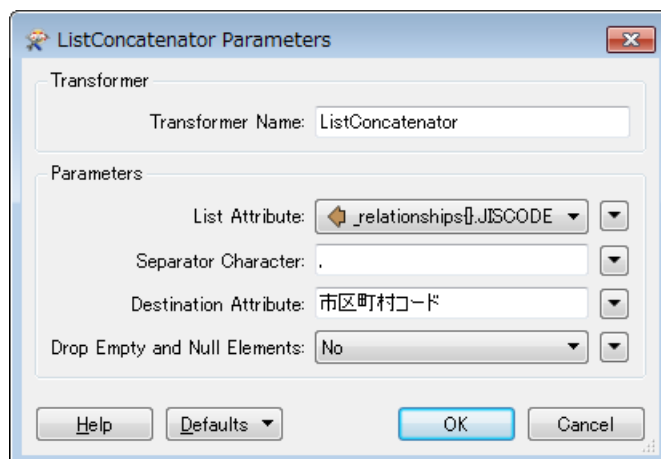 ListConcatenator Parameters
Transformer
Transformer Name: ListConcatenator
Parameters
List Attribute: _relationships{}.JISCODE
Separator Character: ,
Destination Attribute: 市区町村コード
Drop Empty and Null Elements: No
Help Defaults OK Cancel